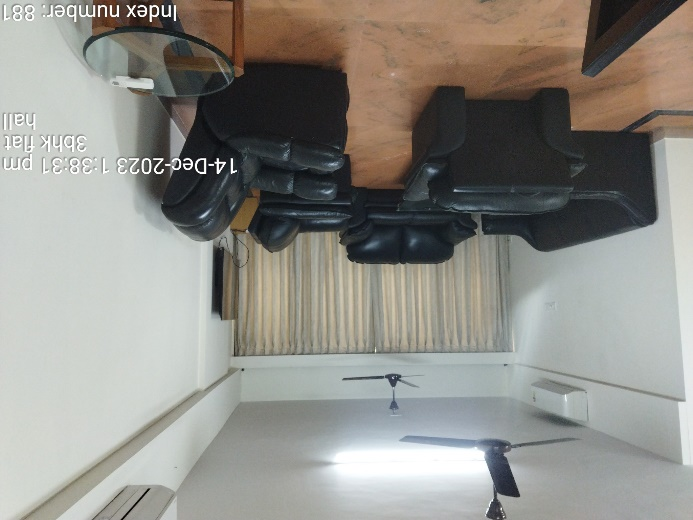 14-Dec-2023 1:38:31 pm
3bhk flat
hall
Index number: 881